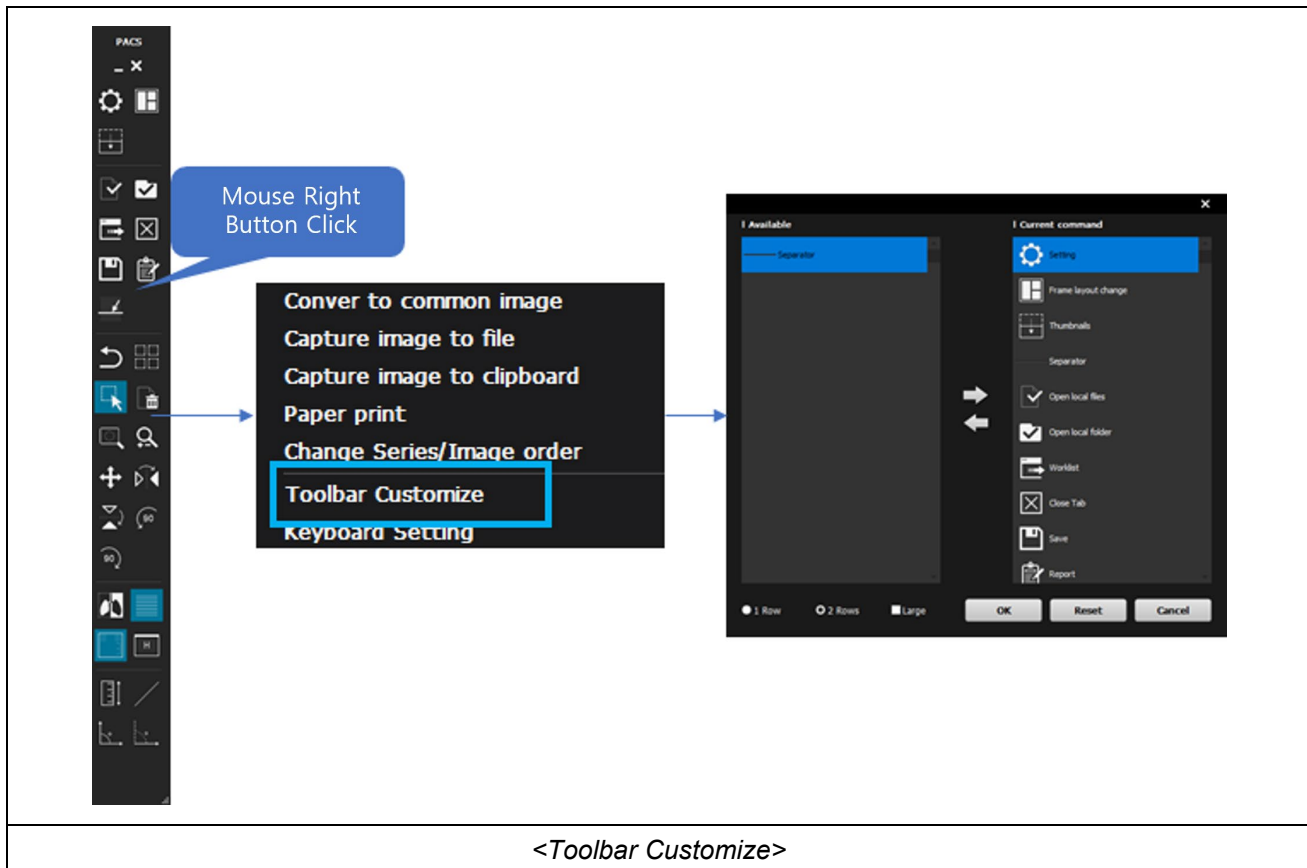 PACS
Mouse Right
Button Click
Conver to common image
Capture image to file
Capture image to clipboard
Paper print
Change Series/Image order
Toolbar Customize
Keyboard Setting
Available
Separator
Current command
Setting
Frame layout change
Thumbnails
Separator
Open local files
Open local folder
Worklist
Close Tab
Save
Report
1 Row
2 Rows
Large
OK
Reset
Cancel
90
90
H
<Toolbar Customize>